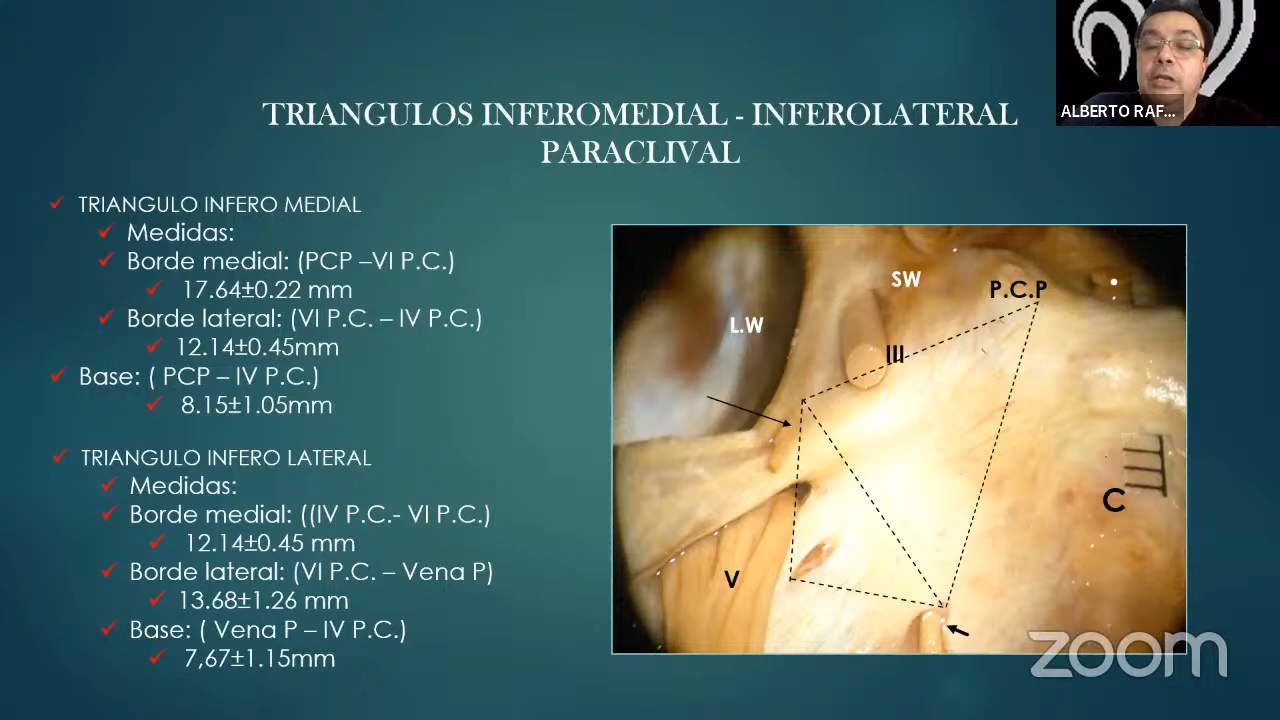 ALBERTO RAF...
TRIANGULOS INFEROMEDIAL - INFEROLATERAL
PARACLIVAL
TRIANGULO INFERO MEDIAL
Medidas:
Borde medial: (PCP –VI P.C.)
17.64±0.22 mm
Borde lateral: (VI P.C. – IV P.C.)
12.14±0.45mm
Base: ( PCP – IV P.C.)
8.15±1.05mm
TRIANGULO INFERO LATERAL
Medidas:
Borde medial: ((IV P.C.- VI P.C.)
12.14±0.45 mm
Borde lateral: (VI P.C. – Vena P)
13.68±1.26 mm
Base: ( Vena P – IV P.C.)
7,67±1.15mm
SW
P.C.P
L.W
III
C
V
zoom